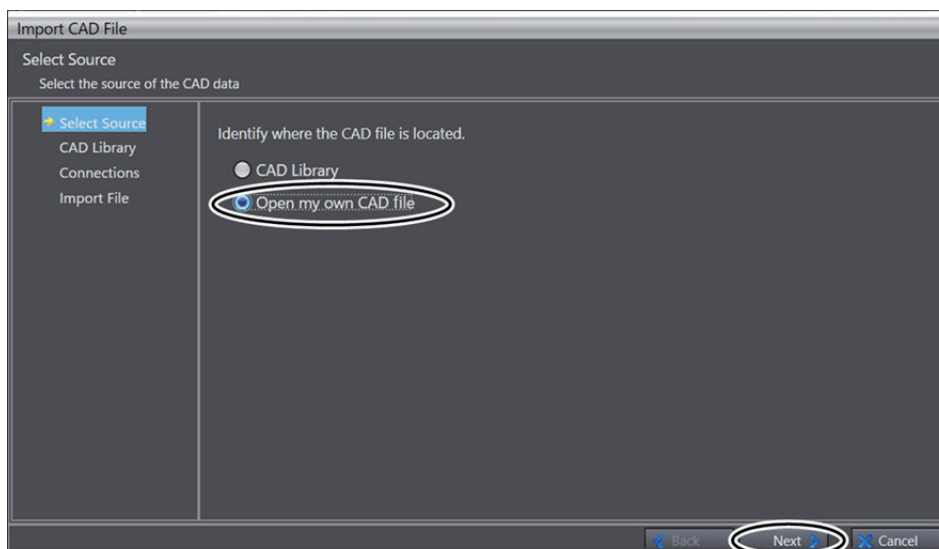 Import CAD File
Select Source
Select the source of the CAD data
Select Source
CAD Library
Connections
Import File
Identify where the CAD file is located.
CAD Library
Open my own CAD file
Back
Next
Cancel